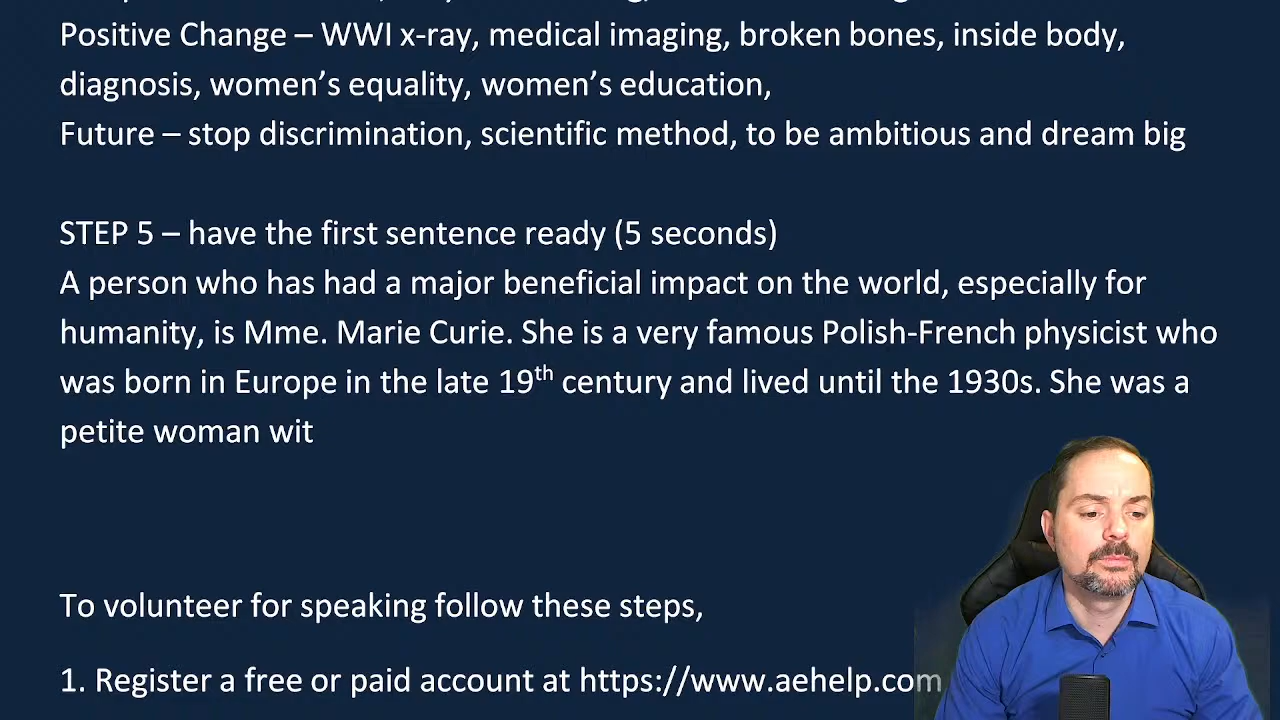 Positive Change – WWI x-ray, medical imaging, broken bones, inside body,
diagnosis, women’s equality, women’s education,
Future – stop discrimination, scientific method, to be ambitious and dream big
STEP 5 – have the first sentence ready (5 seconds)
A person who has had a major beneficial impact on the world, especially for
humanity, is Mme. Marie Curie. She is a very famous Polish-French physicist who
was born in Europe in the late 19th century and lived until the 1930s. She was a
petite woman wit
To volunteer for speaking follow these steps,
1. Register a free or paid account at https://www.aehelp.com